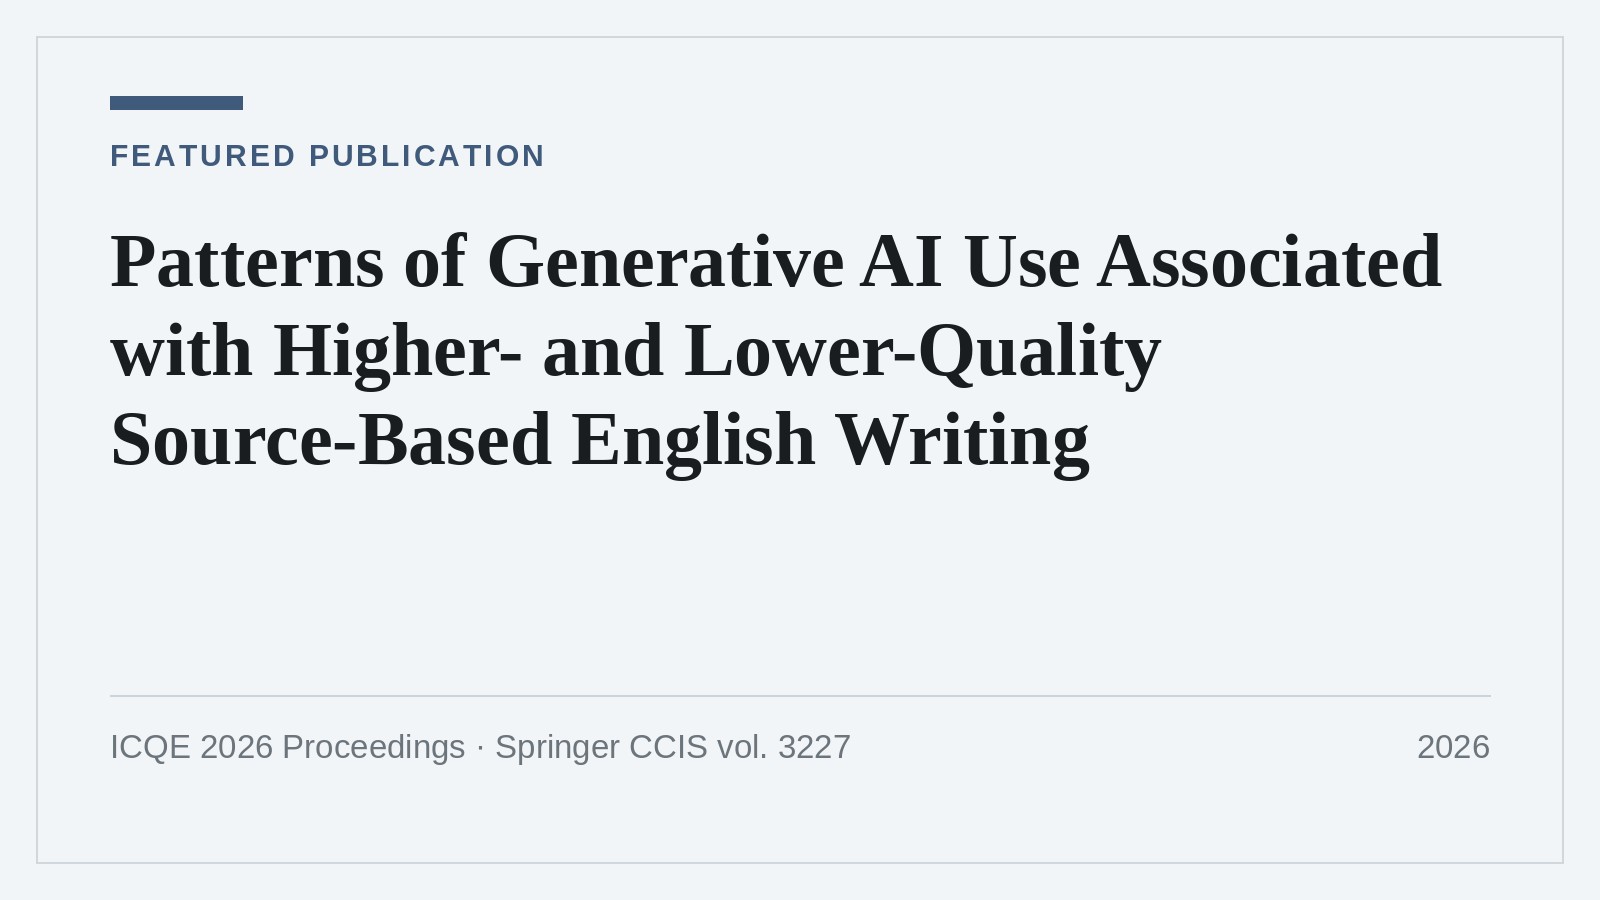 FEATURED PUBLICATION
Patterns of Generative AI Use Associated
with Higher- and Lower-Quality
Source-Based English Writing
ICQE 2026 Proceedings · Springer CCIS vol. 3227
2026